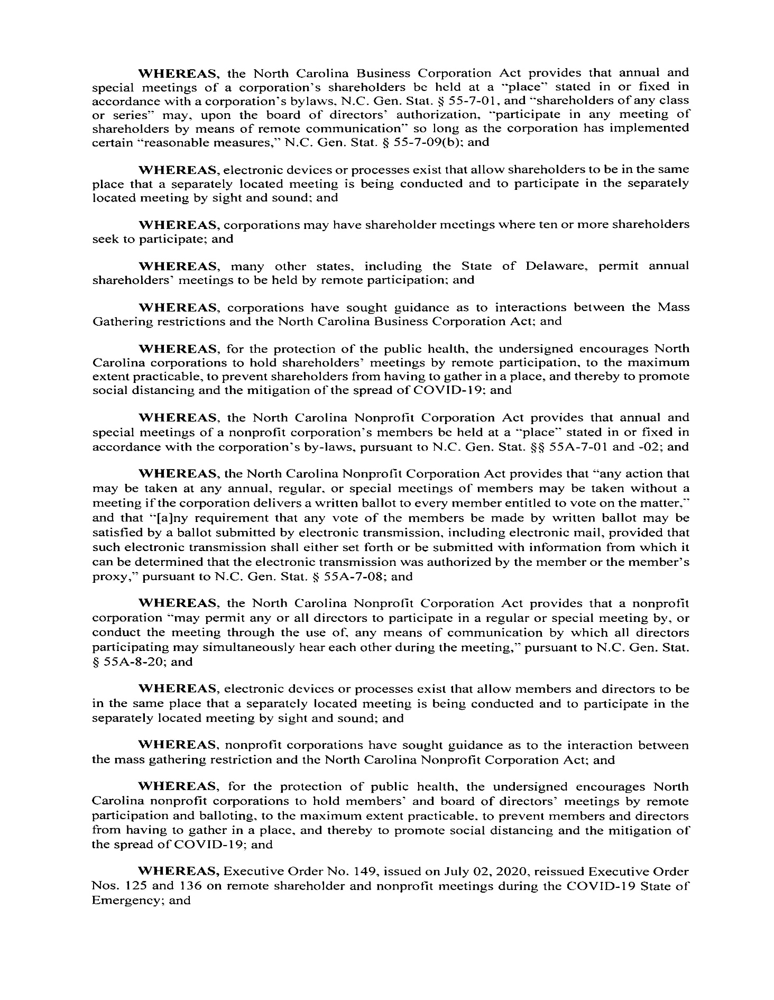 WHEREAS, the North Carolina Business Corporation Act provides that annual and
special meetings of a corporation's shareholders be held at a "place" stated in or fixed in
accordance with a corporation's bylaws, N.C. Gen. Stat. § 55-7-01, and "shareholders of any class
or series" may, upon the board of directors' authorization, "participate in any meeting of
shareholders by means of remote communication" so long as the corporation has implemented
certain "reasonable measures," N.C. Gen. Stat. § 55-7-09(b); and
WHEREAS, electronic devices or processes exist that allow shareholders to be in the same
place that a separately located meeting is being conducted and to participate in the separately
located meeting by sight and sound; and
WHEREAS, corporations may have shareholder meetings where ten or more shareholders
seek to participate; and
WHEREAS, many other states, including the State of Delaware, permit annual
shareholders' meetings to be held by remote participation; and
WHEREAS, corporations have sought guidance as to interactions between the Mass
Gathering restrictions and the North Carolina Business Corporation Act; and
WHEREAS, for the protection of the public health, the undersigned encourages North
Carolina corporations to hold shareholders' meetings by remote participation, to the maximum
extent practicable, to prevent shareholders from having to gather in a place, and thereby to promote
social distancing and the mitigation of the spread of COVID-19; and
WHEREAS, the North Carolina Nonprofit Corporation Act provides that annual and
special meetings of a nonprofit corporation's members be held at a "place" stated in or fixed in
accordance with the corporation's by-laws, pursuant to N.C. Gen. Stat. §§ 55A-7-01 and -02; and
WHEREAS, the North Carolina Nonprofit Corporation Act provides that "any action that
may be taken at any annual, regular, or special meetings of members may be taken without a
meeting if the corporation delivers a written ballot to every member entitled to vote on the matter,"
and that "[a]ny requirement that any vote of the members be made by written ballot may be
satisfied by a ballot submitted by electronic transmission, including electronic mail, provided that
such electronic transmission shall either set forth or be submitted with information from which it
can be determined that the electronic transmission was authorized by the member or the member's
proxy," pursuant to N.C. Gen. Stat. § 55A-7-08; and
WHEREAS, the North Carolina Nonprofit Corporation Act provides that a nonprofit
corporation "may permit any or all directors to participate in a regular or special meeting by, or
conduct the meeting through the use of, any means of communication by which all directors
participating may simultaneously hear each other during the meeting," pursuant to N.C. Gen. Stat.
§ 55A-8-20; and
WHEREAS, electronic devices or processes exist that allow members and directors to be
in the same place that a separately located meeting is being conducted and to participate in the
separately located meeting by sight and sound; and
WHEREAS, nonprofit corporations have sought guidance as to the interaction between
the mass gathering restriction and the North Carolina Nonprofit Corporation Act; and
WHEREAS, for the protection of public health, the undersigned encourages North
Carolina nonprofit corporations to hold members' and board of directors' meetings by remote
participation and balloting, to the maximum extent practicable, to prevent members and directors
from having to gather in a place, and thereby to promote social distancing and the mitigation of
the spread of COVID-19; and
WHEREAS, Executive Order No. 149, issued on July 02, 2020, reissued Executive Order
Nos. 125 and 136 on remote shareholder and nonprofit meetings during the COVID-19 State of
Emergency; and